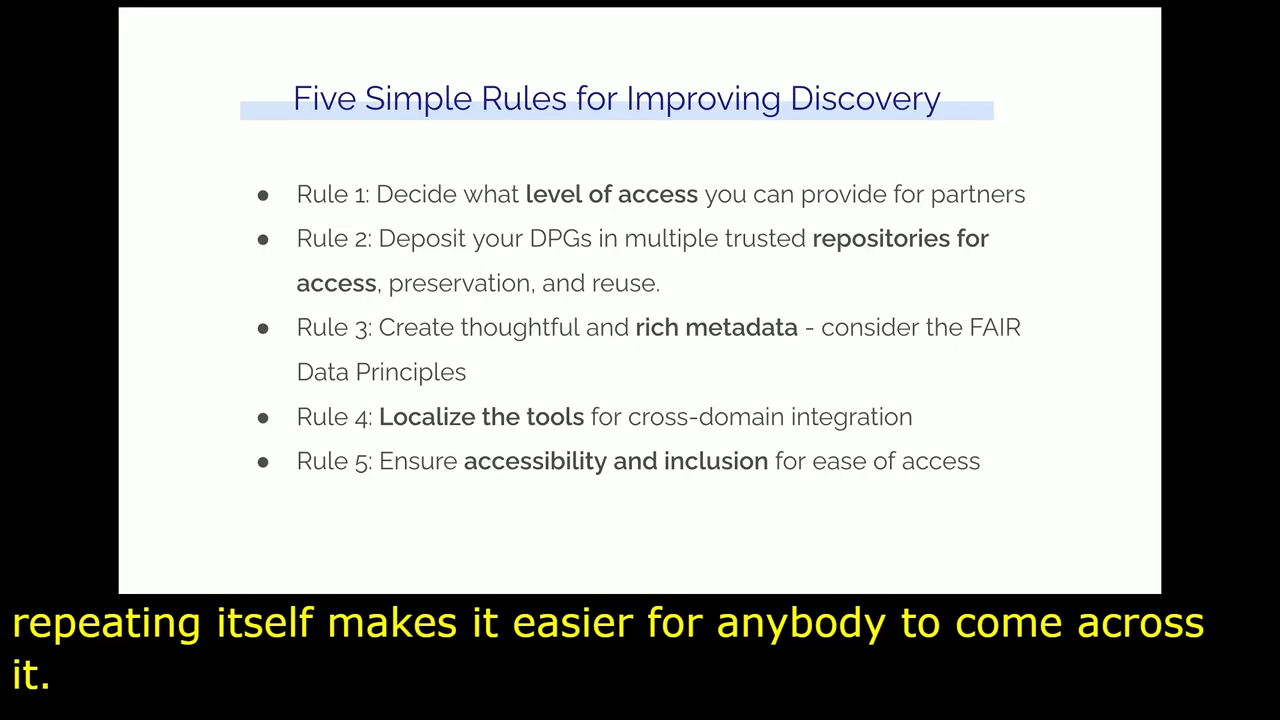 Five Simple Rules for Improving Discovery
● Rule 1: Decide what level of access you can provide for partners
● Rule 2: Deposit your DPGs in multiple trusted repositories for
access, preservation, and reuse.
● Rule 3: Create thoughtful and rich metadata - consider the FAIR
Data Principles
● Rule 4: Localize the tools for cross-domain integration
● Rule 5: Ensure accessibility and inclusion for ease of access
repeating itself makes it easier for anybody to come across
it.